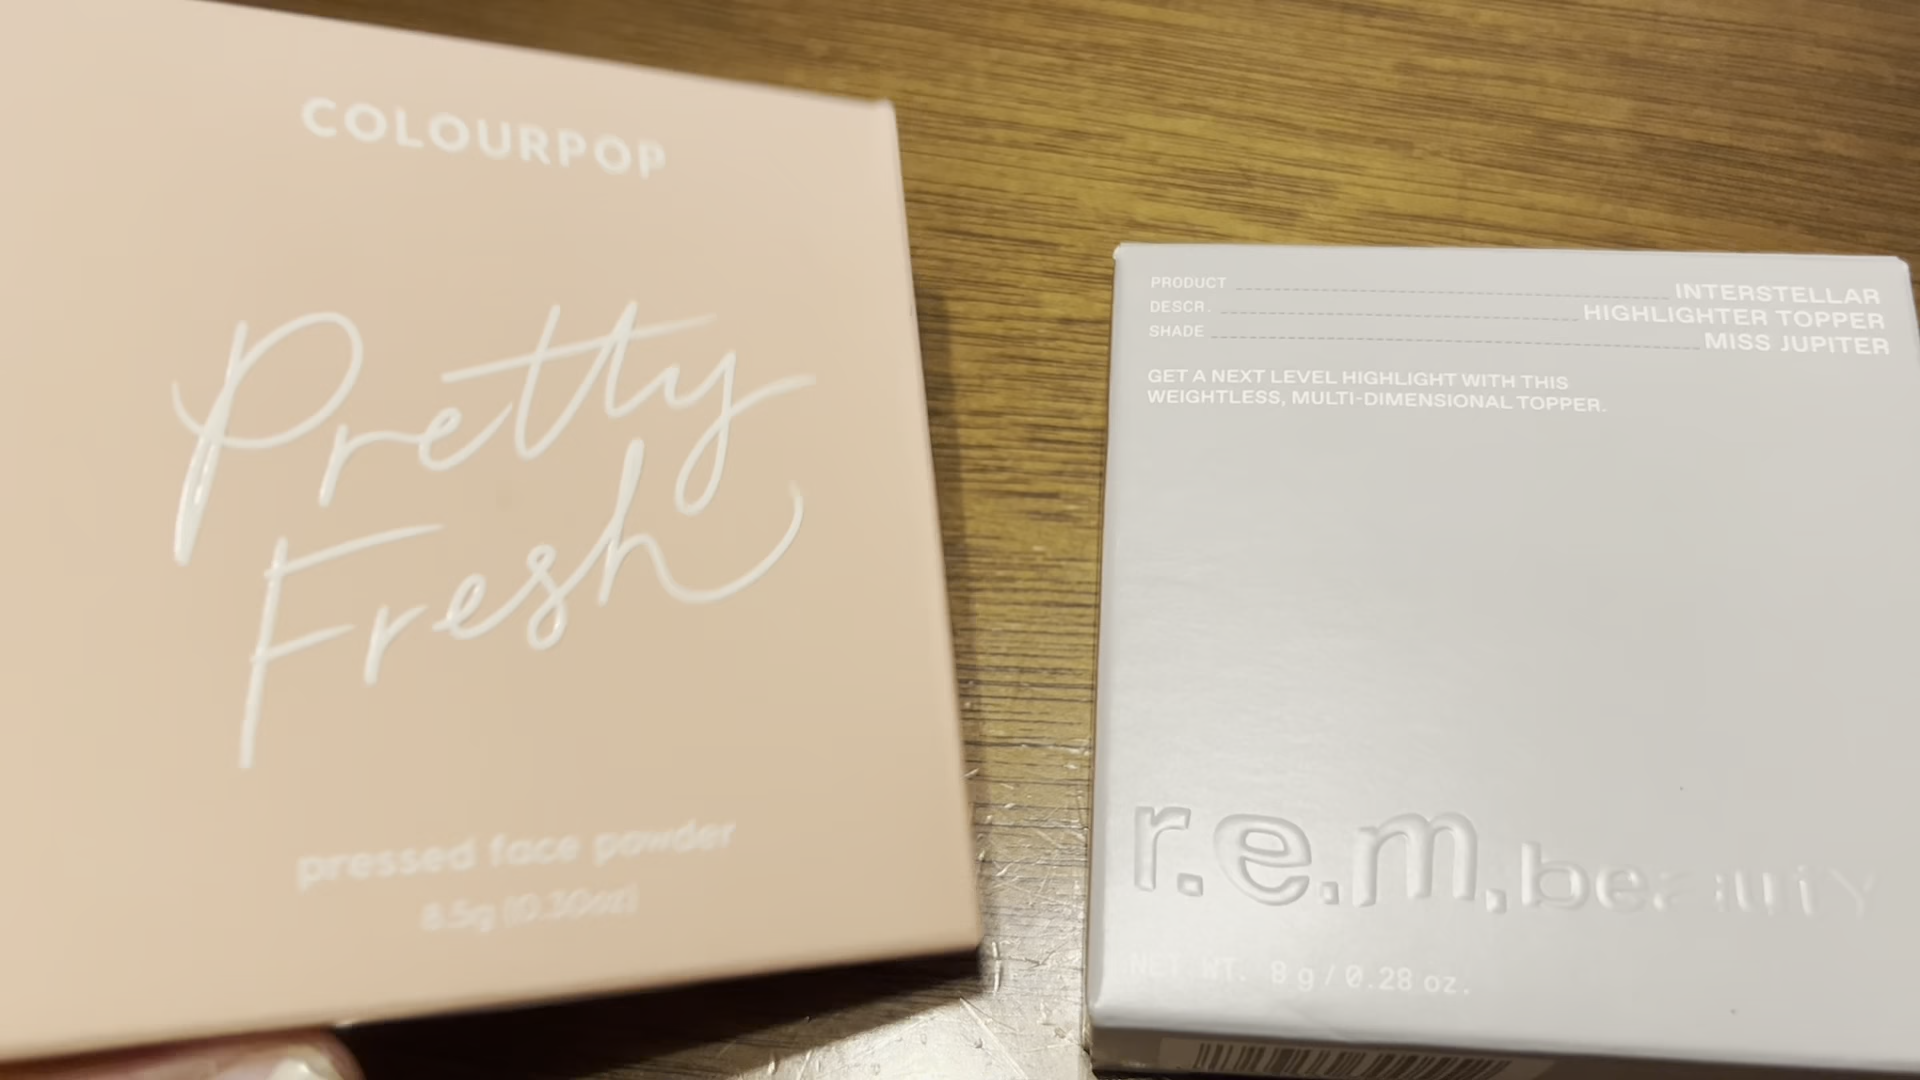 COLOURPOP
Pretty
Fresh
pressed face powder
8.5g (0.30oz)
PRODUCT INTERSTELLAR
DESCR. HIGHLIGHTER TOPPER
SHADE MISS JUPITER
GET A NEXT LEVEL HIGHLIGHT WITH THIS
WEIGHTLESS, MULTI-DIMENSIONAL TOPPER.
r.e.m.beauty
NET WT. 8 g / 0.28 oz.